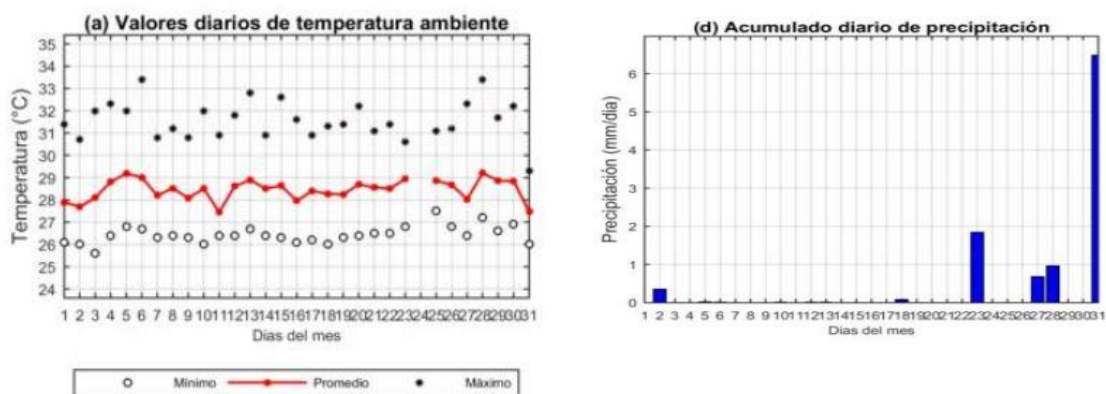 (a) Valores diarios de temperatura ambiente
35
34
33
32
31
30
29
28
27
26
25
24
Temperatura (°C)
1 2 3 4 5 6 7 8 9 10 11 12 13 14 15 16 17 18 19 20 21 22 23 24 25 26 27 28 29 30 31
Dias del mes
Mínimo Promedio Máximo
(d) Acumulado diario de precipitación
6
5
4
3
2
1
0
Precipitación (mm/dia)
1 2 3 4 5 6 7 8 9 10 11 12 13 14 15 16 17 18 19 20 21 22 23 24 25 26 27 28 29 30 31
Dias del mes